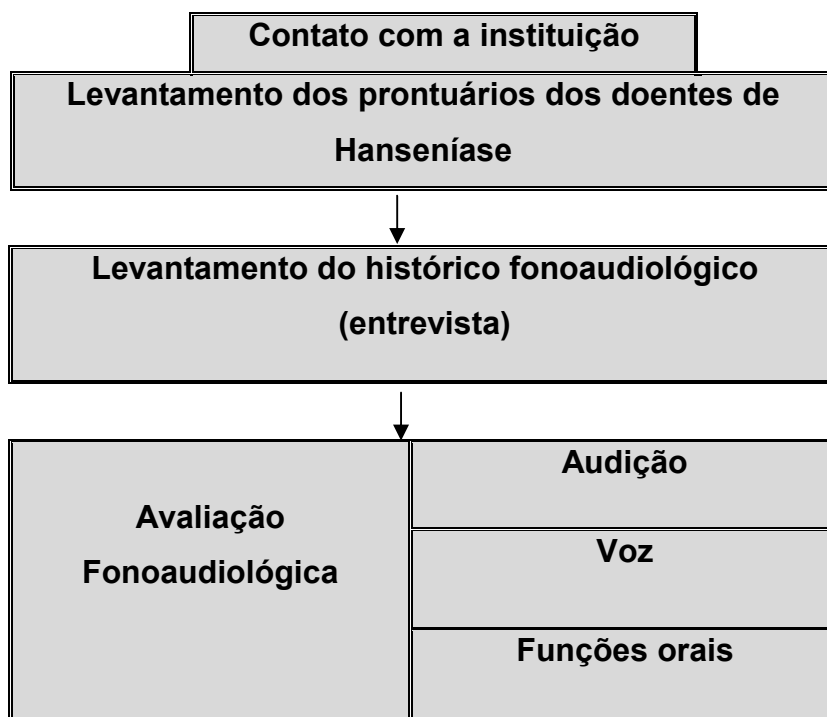 Contato com a instituição
Levantamento dos prontuários dos doentes de
Hanseníase
Levantamento do histórico fonoaudiológico
(entrevista)
Avaliação
Fonoaudiológica
Audição
Voz
Funções orais